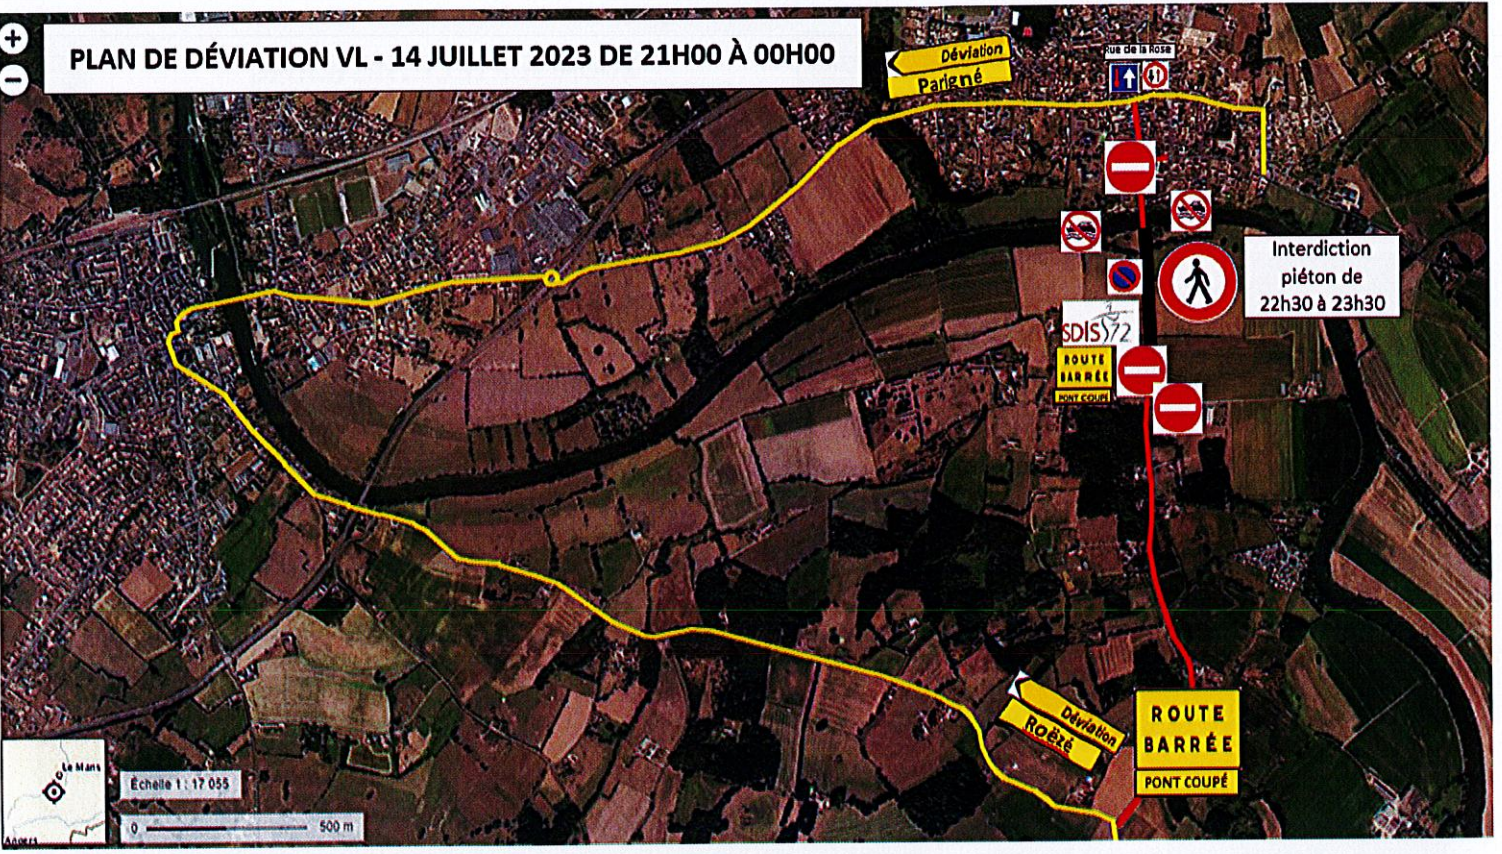 +
PLAN DE DÉVIATION VL - 14 JUILLET 2023 DE 21H00 À 00H00
−
Déviation
Parigné
Rue de la Rose
Interdiction
piéton de
22h30 à 23h30
SDIS 72
ROUTE
BARRÉE
PONT COUPÉ
Déviation
Roëzé
ROUTE
BARRÉE
PONT COUPÉ
Le Mans
Angers
Échelle 1 : 17 055
0 500 m